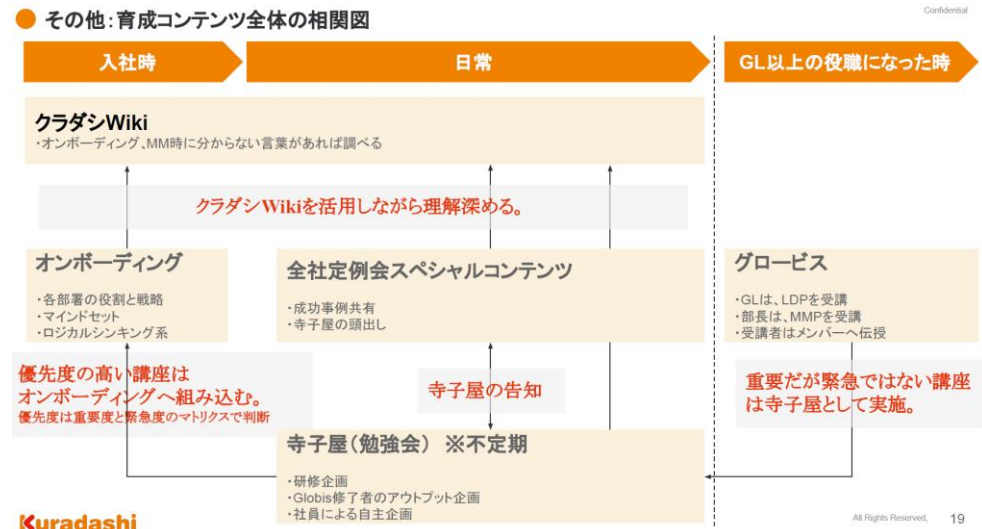 その他:育成コンテンツ全体の相関図
Confidential
入社時
日常
GL以上の役職になった時
クラダシWiki
・オンボーディング、MM時に分からない言葉があれば調べる
クラダシWikiを活用しながら理解深める。
オンボーディング
・各部署の役割と戦略
・マインドセット
・ロジカルシンキング系
全社定例会スペシャルコンテンツ
・成功事例共有
・寺子屋の頭出し
グロービス
・GLは、LDPを受講
・部長は、MMPを受講
・受講者はメンバーへ伝授
優先度の高い講座は
オンボーディングへ組み込む。
優先度は重要度と緊急度のマトリクスで判断
寺子屋の告知
重要だが緊急ではない講座
は寺子屋として実施。
寺子屋(勉強会) ※不定期
・研修企画
・Globis修了者のアウトプット企画
・社員による自主企画
Kuradashi
All Rights Reserved. 19